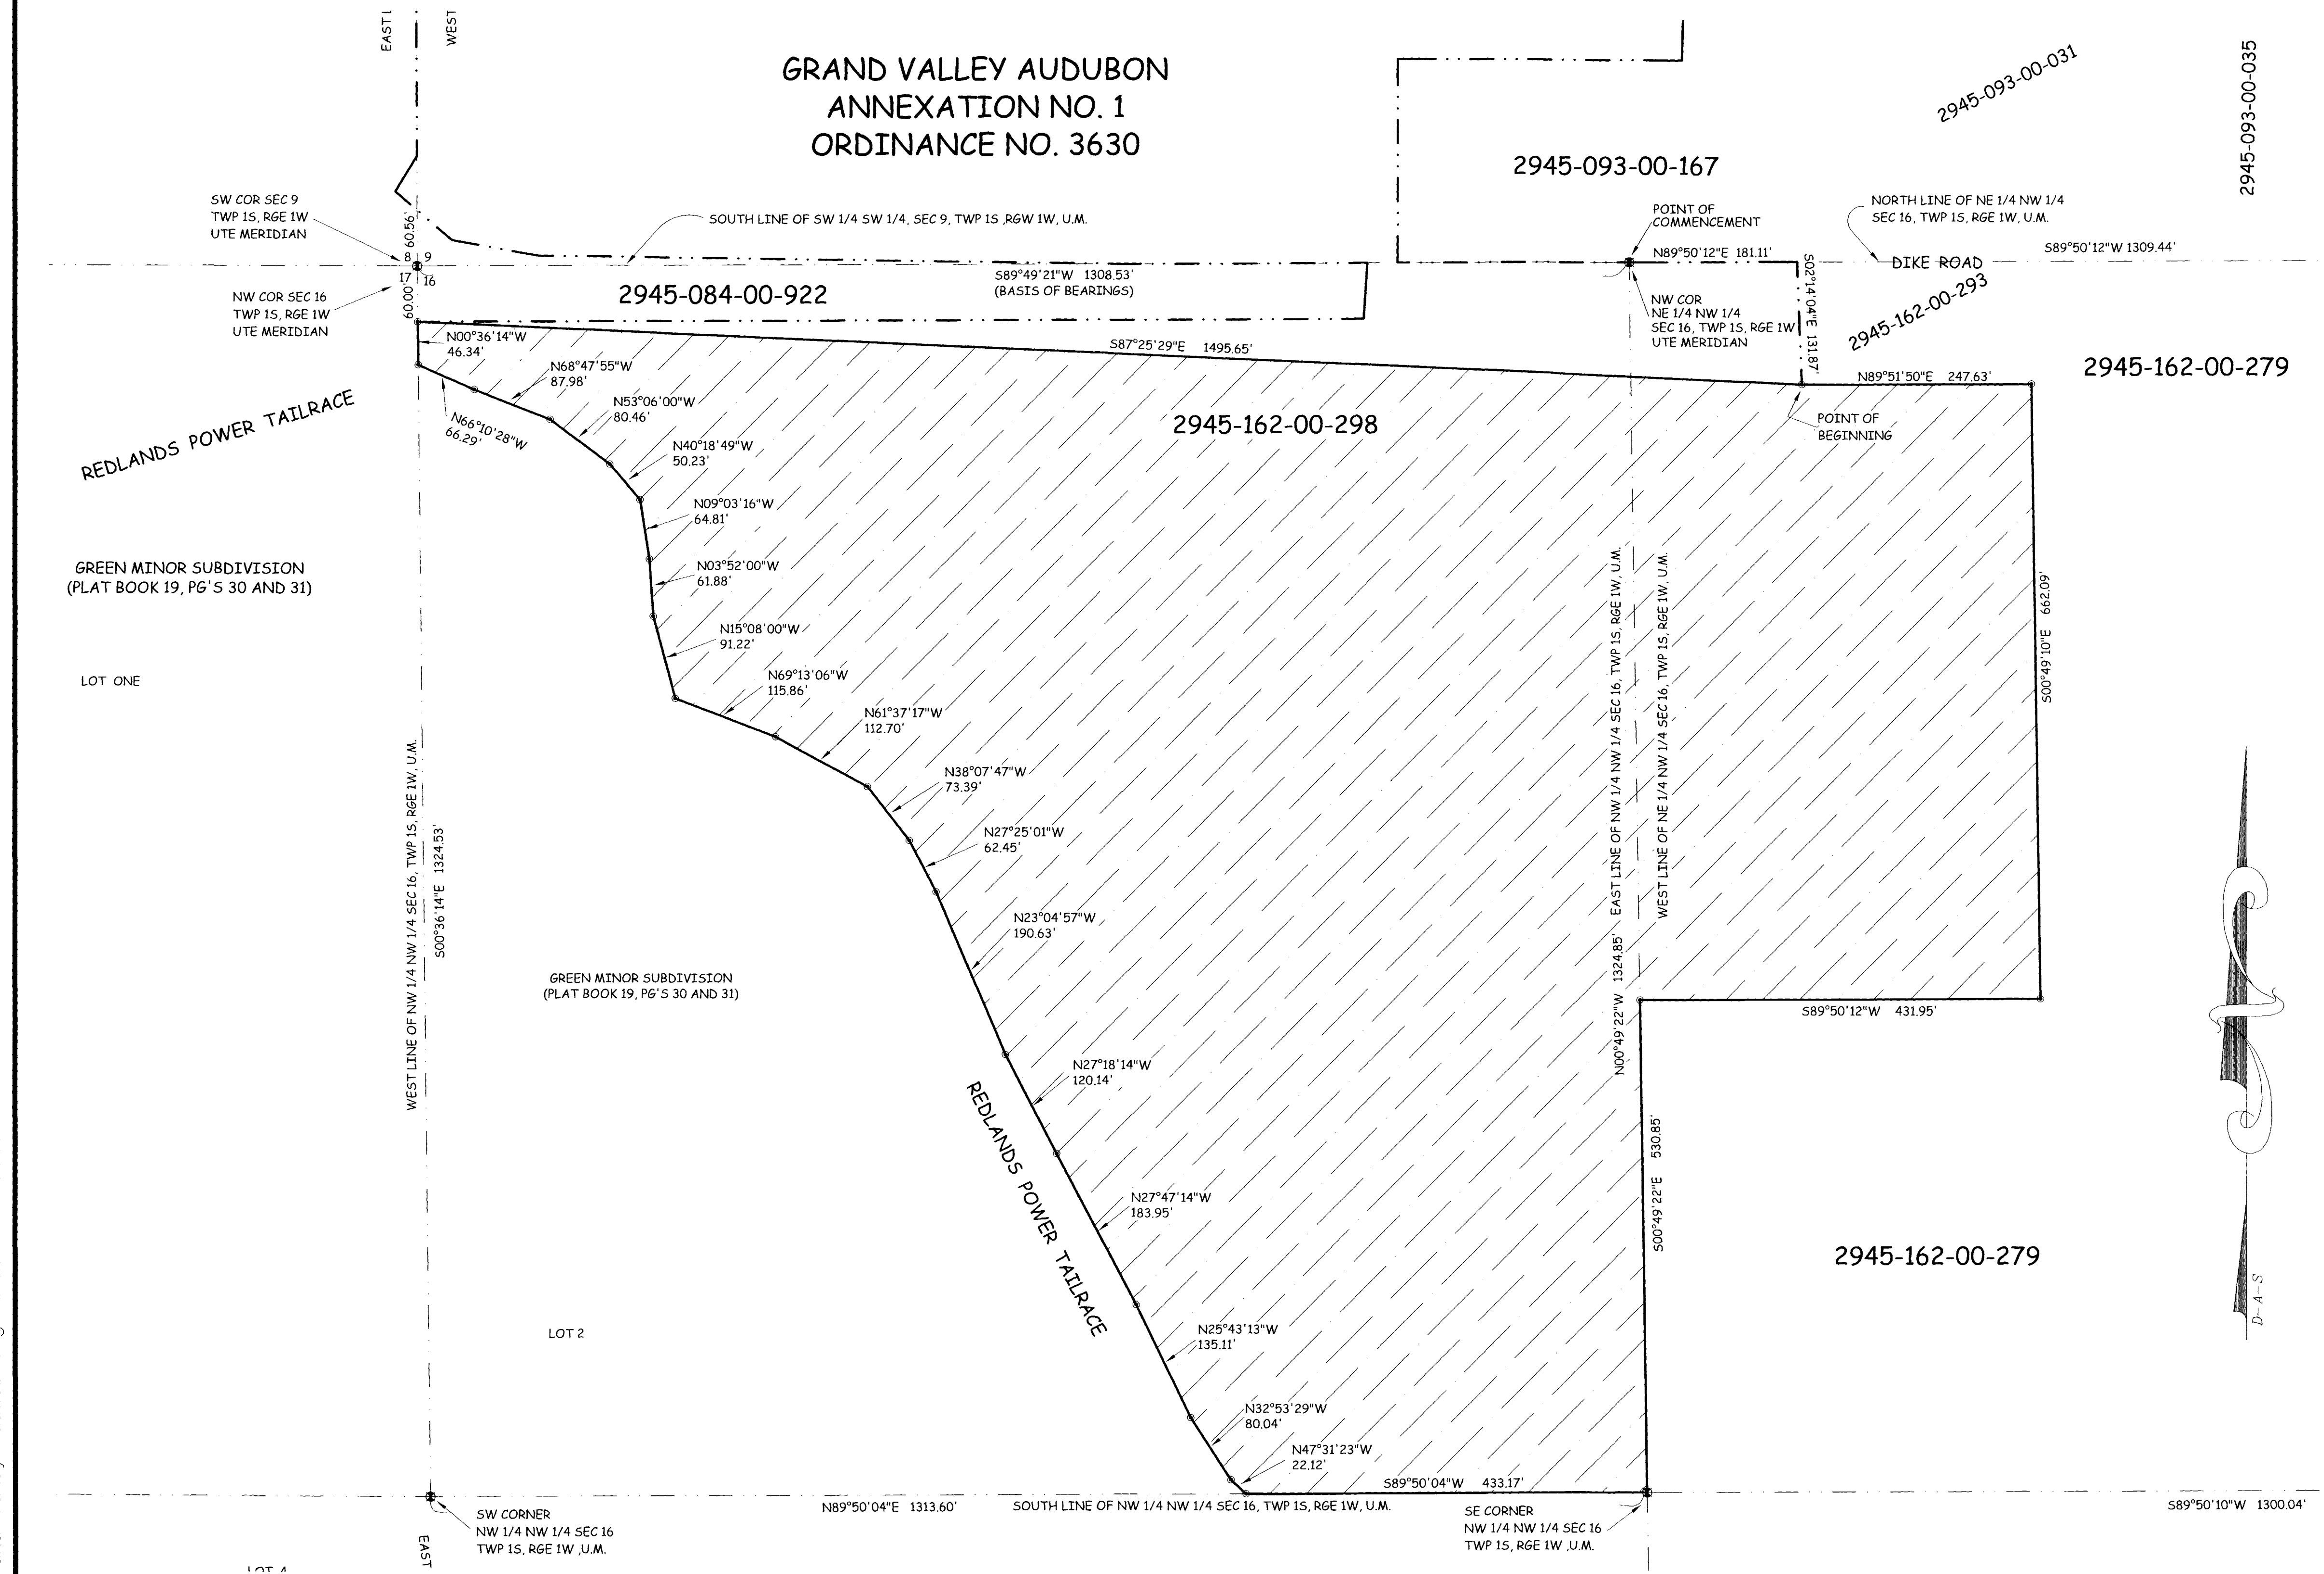 EAST L
WEST
GRAND VALLEY AUDUBON
ANNEXATION NO. 1
ORDINANCE NO. 3630
2945-093-00-031
2945-093-00-035
2945-093-00-167
SW COR SEC 9
TWP 1S, RGE 1W
UTE MERIDIAN
60.56'
SOUTH LINE OF SW 1/4 SW 1/4, SEC 9, TWP 1S ,RGW 1W, U.M.
POINT OF
COMMENCEMENT
NORTH LINE OF NE 1/4 NW 1/4
SEC 16, TWP 1S, RGE 1W, U.M.
8 9
17 16
N89°50'12"E 181.11'
S89°50'12"W 1309.44'
DIKE ROAD
S89°49'21"W 1308.53'
(BASIS OF BEARINGS)
2945-084-00-922
NW COR SEC 16
TWP 1S, RGE 1W
UTE MERIDIAN
60.00'
NW COR
NE 1/4 NW 1/4
SEC 16, TWP 1S, RGE 1W
UTE MERIDIAN
S02°14'04"E 131.87'
2945-162-00-293
N00°36'14"W
46.34'
S87°25'29"E 1495.65'
N68°47'55"W
87.98'
N89°51'50"E 247.63'
2945-162-00-279
REDLANDS POWER TAILRACE
N66°10'28"W
66.29'
N53°06'00"W
80.46'
2945-162-00-298
POINT OF
BEGINNING
N40°18'49"W
50.23'
N09°03'16"W
64.81'
GREEN MINOR SUBDIVISION
(PLAT BOOK 19, PG'S 30 AND 31)
N03°52'00"W
61.88'
N15°08'00"W
91.22'
LOT ONE
N69°13'06"W
115.86'
N61°37'17"W
112.70'
S00°49'10"E 662.09'
EAST LINE OF NW 1/4 NW 1/4 SEC 16, TWP 1S, RGE 1W, U.M.
WEST LINE OF NE 1/4 NW 1/4 SEC 16, TWP 1S, RGE 1W, U.M.
N38°07'47"W
73.39'
N27°25'01"W
62.45'
WEST LINE OF NW 1/4 NW 1/4 SEC 16, TWP 1S, RGE 1W, U.M.
S00°36'14"E 1324.53'
N23°04'57"W
190.63'
GREEN MINOR SUBDIVISION
(PLAT BOOK 19, PG'S 30 AND 31)
N00°49'22"W 1324.85'
S89°50'12"W 431.95'
N27°18'14"W
120.14'
REDLANDS POWER TAILRACE
N27°47'14"W
183.95'
S00°49'22"E 530.85'
2945-162-00-279
D-A-S
LOT 2
N25°43'13"W
135.11'
N32°53'29"W
80.04'
N47°31'23"W
22.12'
S89°50'04"W 433.17'
N89°50'04"E 1313.60'
SOUTH LINE OF NW 1/4 NW 1/4 SEC 16, TWP 1S, RGE 1W, U.M.
S89°50'10"W 1300.04'
SW CORNER
NW 1/4 NW 1/4 SEC 16
TWP 1S, RGE 1W ,U.M.
SE CORNER
NW 1/4 NW 1/4 SEC 16
TWP 1S, RGE 1W ,U.M.
EAST
LOT 4